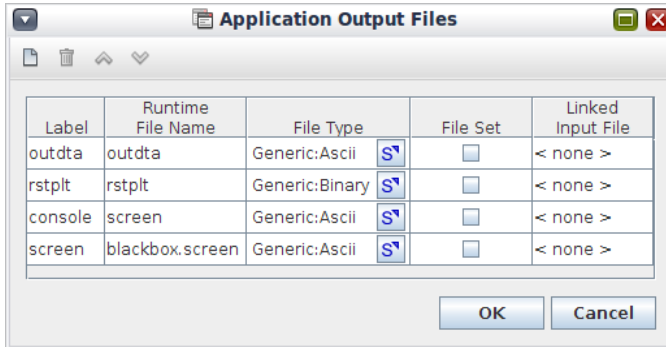 Application Output Files
Label Runtime File Name File Type File Set Linked Input File
outdta outdta Generic:Ascii S < none >
rstplt rstplt Generic:Binary S < none >
console screen Generic:Ascii S < none >
screen blackbox.screen Generic:Ascii S < none >
OK Cancel